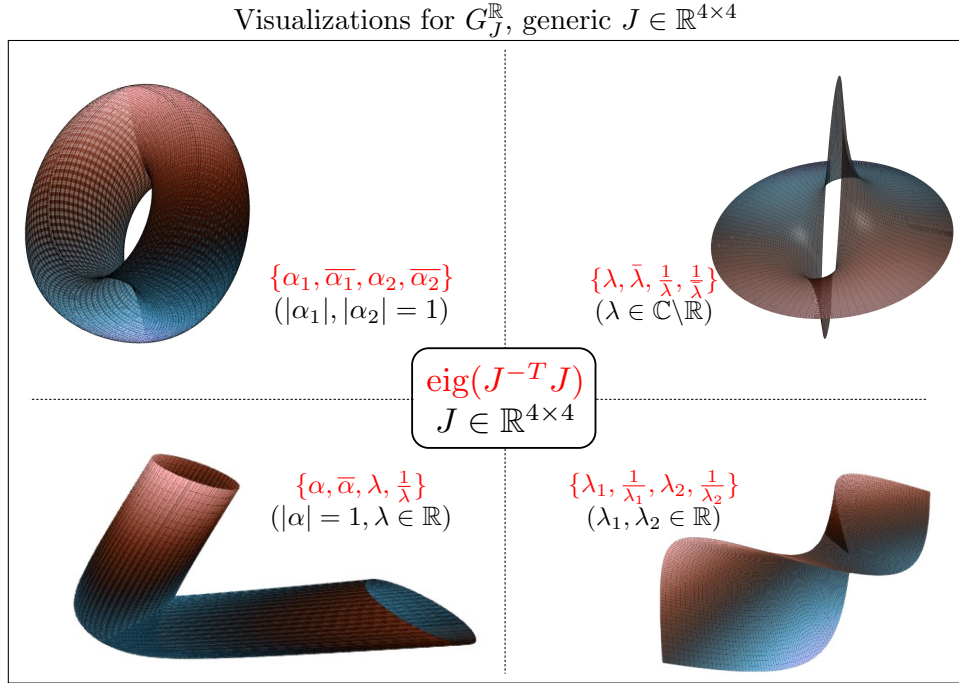 Visualizations for $G_J^{\mathbb{R}}$, generic $J \in \mathbb{R}^{4\times 4}$
$\{\alpha_1, \overline{\alpha_1}, \alpha_2, \overline{\alpha_2}\}$
$(|\alpha_1|, |\alpha_2| = 1)$
$\{\lambda, \bar{\lambda}, \frac{1}{\lambda}, \frac{1}{\bar{\lambda}}\}$
$(\lambda \in \mathbb{C} \backslash \mathbb{R})$
$\mathrm{eig}(J^{-T} J)$
$J \in \mathbb{R}^{4\times 4}$
$\{\alpha, \overline{\alpha}, \lambda, \frac{1}{\lambda}\}$
$(|\alpha| = 1, \lambda \in \mathbb{R})$
$\{\lambda_1, \frac{1}{\lambda_1}, \lambda_2, \frac{1}{\lambda_2}\}$
$(\lambda_1, \lambda_2 \in \mathbb{R})$